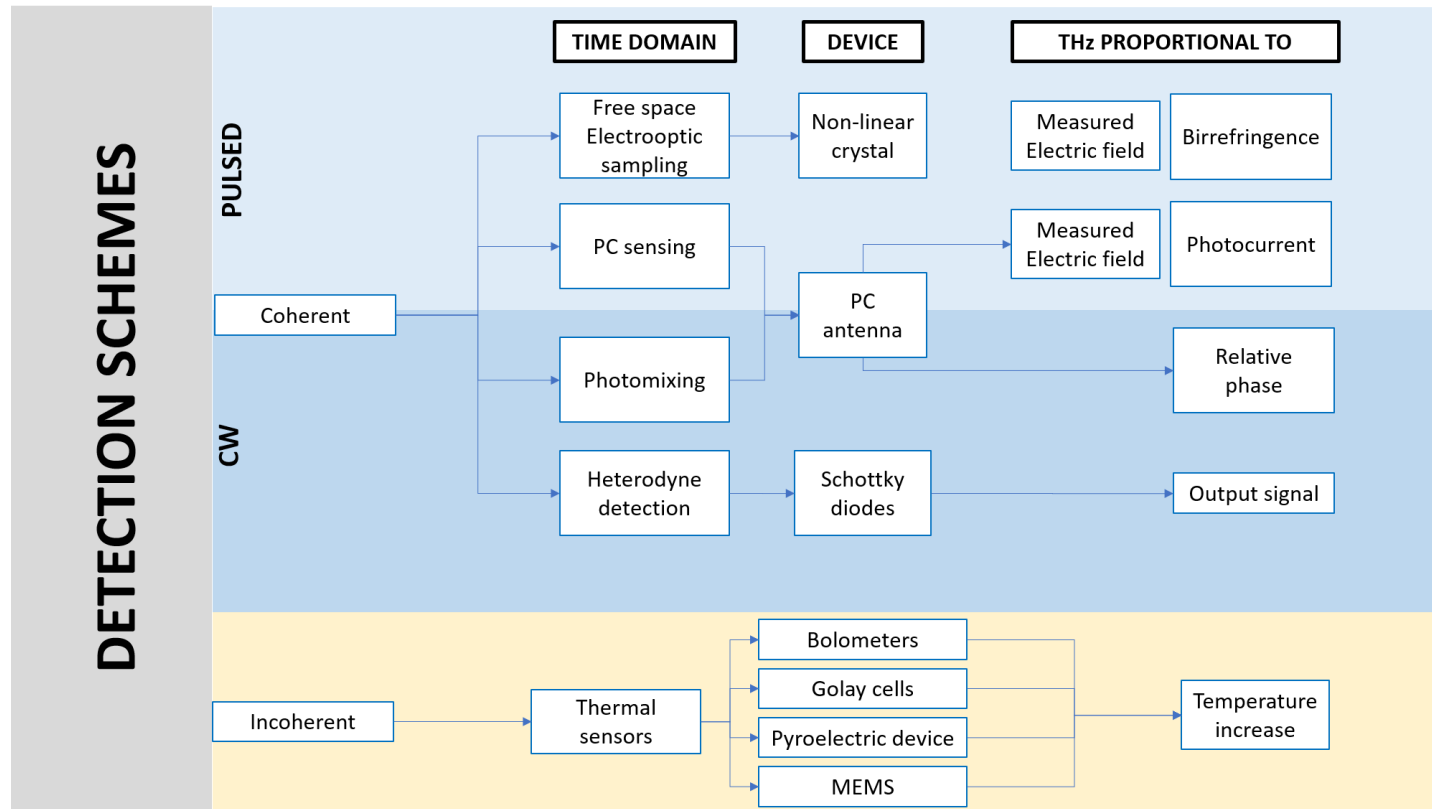 DETECTION SCHEMES
PULSED
CW
TIME DOMAIN
DEVICE
THz PROPORTIONAL TO
Free space
Electrooptic
sampling
Non-linear
crystal
Measured
Electric field
Birrefringence
PC sensing
Measured
Electric field
Photocurrent
Coherent
PC
antenna
Photomixing
Relative
phase
Heterodyne
detection
Schottky
diodes
Output signal
Incoherent
Thermal
sensors
Bolometers
Golay cells
Pyroelectric device
MEMS
Temperature
increase